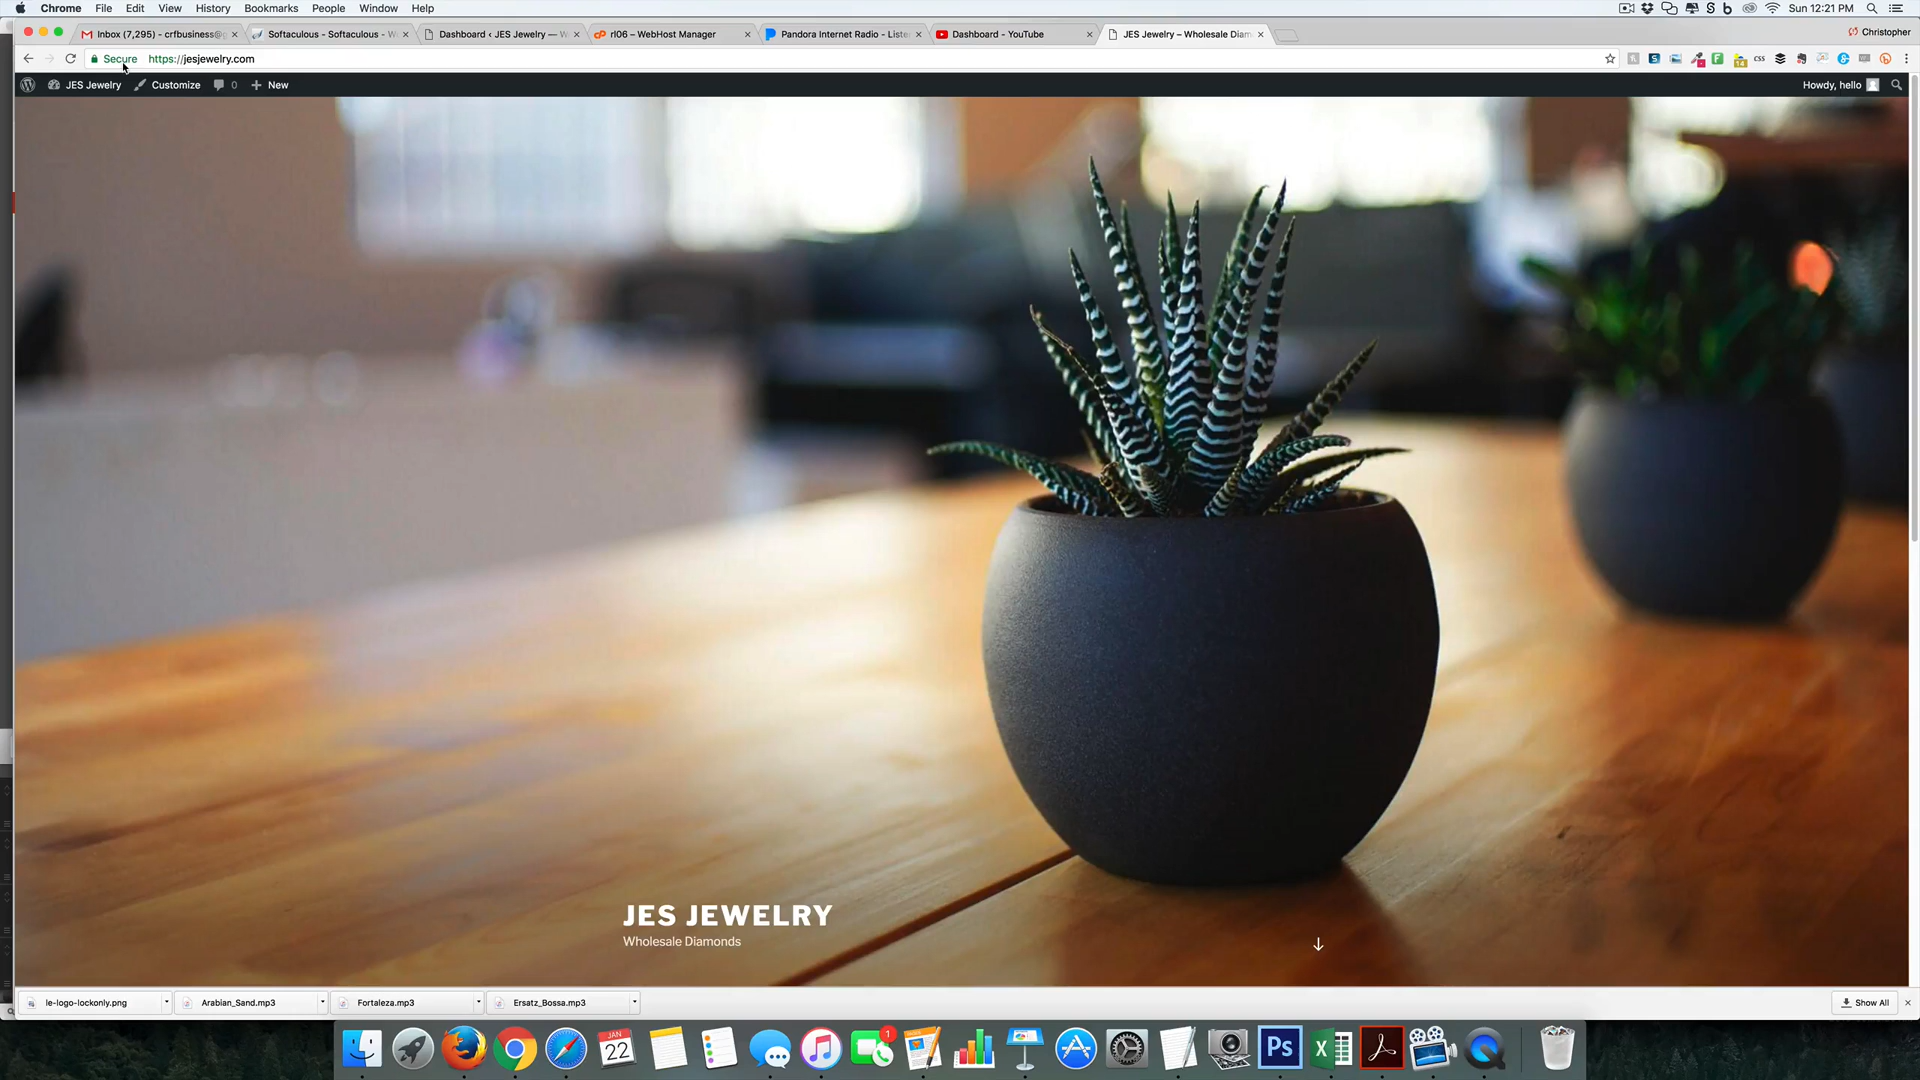 Chrome File Edit View History Bookmarks People Window Help
Sun 12:21 PM
Inbox (7,295) - crfbusiness@g
Softaculous - Softaculous - W
Dashboard ‹ JES Jewelry — W
rl06 – WebHost Manager
Pandora Internet Radio - Liste
Dashboard - YouTube
JES Jewelry – Wholesale Diam
Christopher
Secure https://jesjewelry.com
JES Jewelry Customize 0 New
Howdy, hello
JES JEWELRY
Wholesale Diamonds
le-logo-lockonly.png
Arabian_Sand.mp3
Fortaleza.mp3
Ersatz_Bossa.mp3
Show All
JAN
22
1
Ps